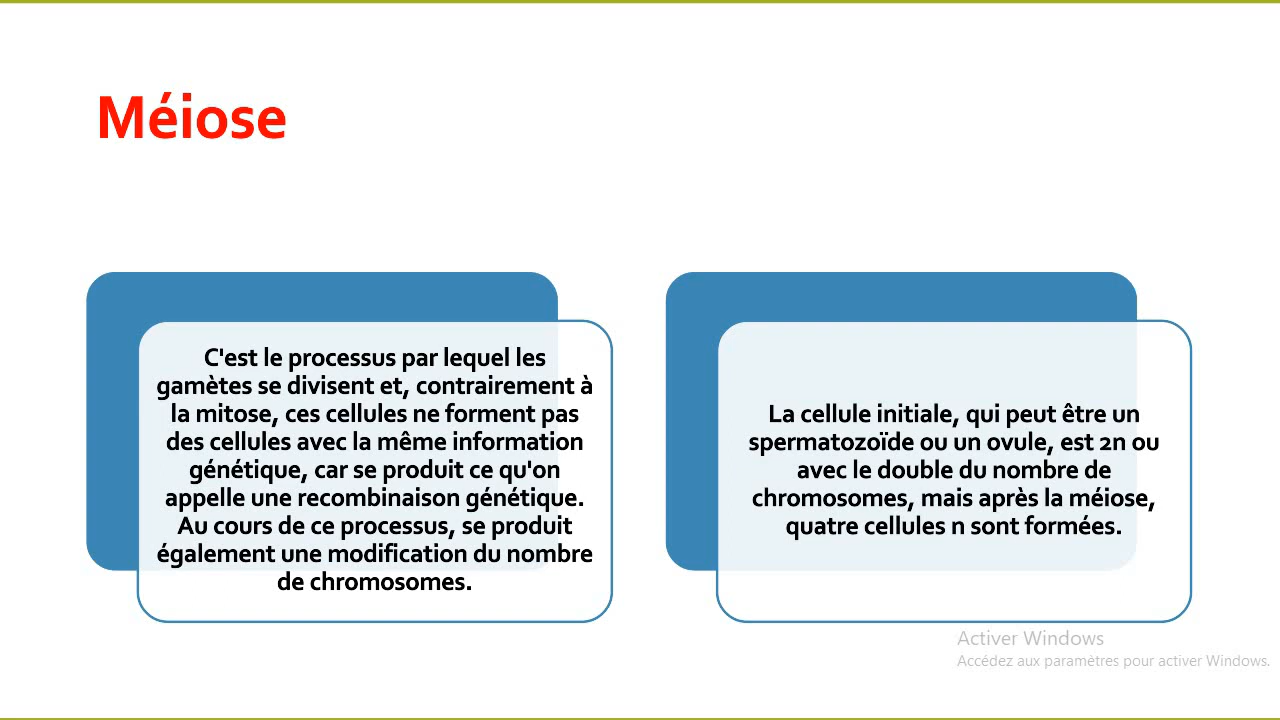 Méiose
C'est le processus par lequel les
gamètes se divisent et, contrairement à
la mitose, ces cellules ne forment pas
des cellules avec la même information
génétique, car se produit ce qu'on
appelle une recombinaison génétique.
Au cours de ce processus, se produit
également une modification du nombre
de chromosomes.
La cellule initiale, qui peut être un
spermatozoïde ou un ovule, est 2n ou
avec le double du nombre de
chromosomes, mais après la méiose,
quatre cellules n sont formées.
Activer Windows
Accédez aux paramètres pour activer Windows.